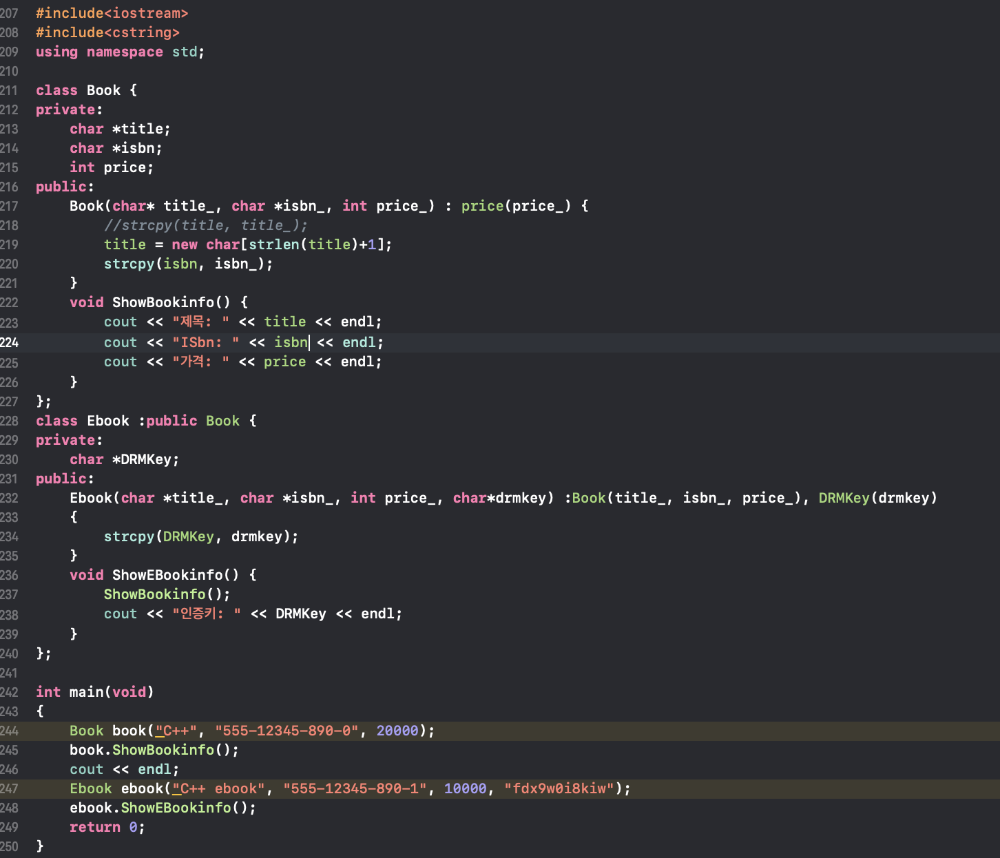 207 #include<iostream>
208 #include<cstring>
209 using namespace std;
210
211 class Book {
212 private:
213     char *title;
214     char *isbn;
215     int price;
216 public:
217     Book(char* title_, char *isbn_, int price_) : price(price_) {
218         //strcpy(title, title_);
219         title = new char[strlen(title)+1];
220         strcpy(isbn, isbn_);
221     }
222     void ShowBookinfo() {
223         cout << "제목: " << title << endl;
224         cout << "ISbn: " << isbn << endl;
225         cout << "가격: " << price << endl;
226     }
227 };
228 class Ebook :public Book {
229 private:
230     char *DRMKey;
231 public:
232     Ebook(char *title_, char *isbn_, int price_, char*drmkey) :Book(title_, isbn_, price_), DRMKey(drmkey)
233     {
234         strcpy(DRMKey, drmkey);
235     }
236     void ShowEBookinfo() {
237         ShowBookinfo();
238         cout << "인증키: " << DRMKey << endl;
239     }
240 };
241
242 int main(void)
243 {
244     Book book("C++", "555-12345-890-0", 20000);
245     book.ShowBookinfo();
246     cout << endl;
247     Ebook ebook("C++ ebook", "555-12345-890-1", 10000, "fdx9w0i8kiw");
248     ebook.ShowEBookinfo();
249     return 0;
250 }